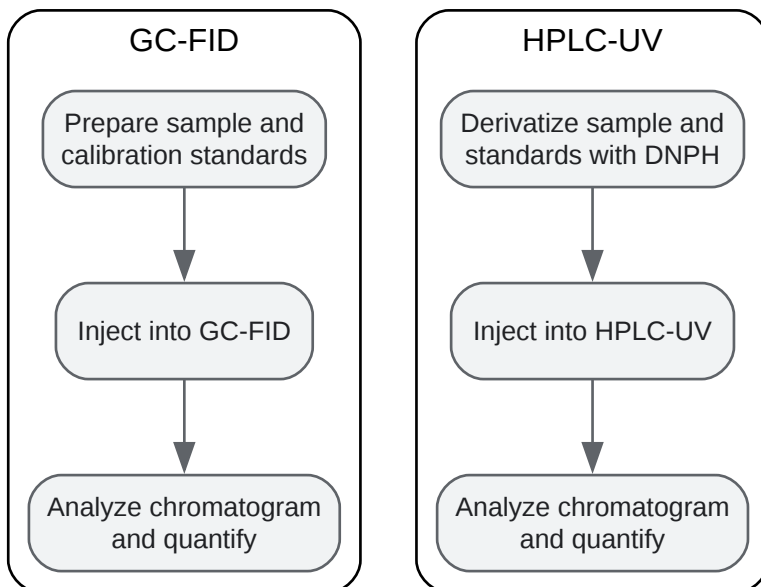 GC-FID
Prepare sample and
calibration standards
Inject into GC-FID
Analyze chromatogram
and quantify
HPLC-UV
Derivatize sample and
standards with DNPH
Inject into HPLC-UV
Analyze chromatogram
and quantify